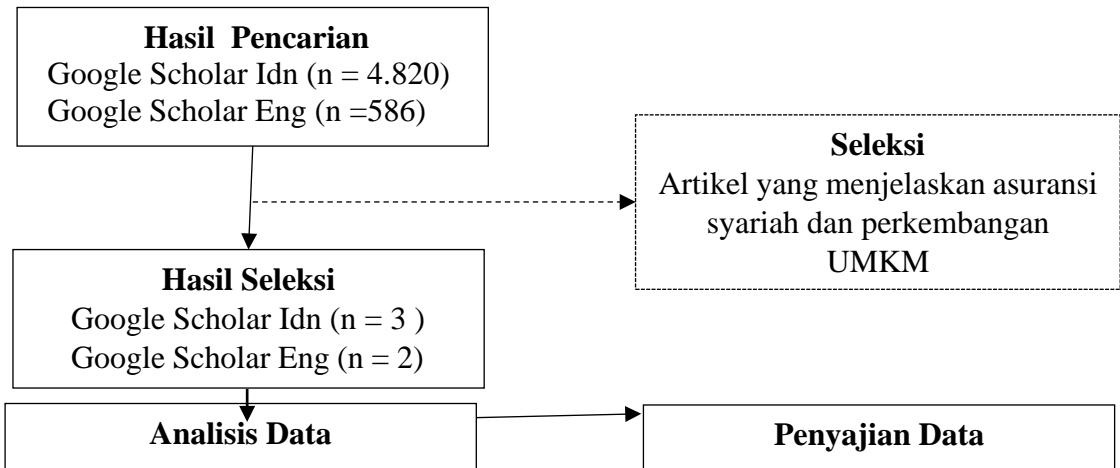 Hasil Pencarian
Google Scholar Idn (n = 4.820)
Google Scholar Eng (n =586)
Seleksi
Artikel yang menjelaskan asuransi
syariah dan perkembangan
UMKM
Hasil Seleksi
Google Scholar Idn (n = 3 )
Google Scholar Eng (n = 2)
Analisis Data
Penyajian Data